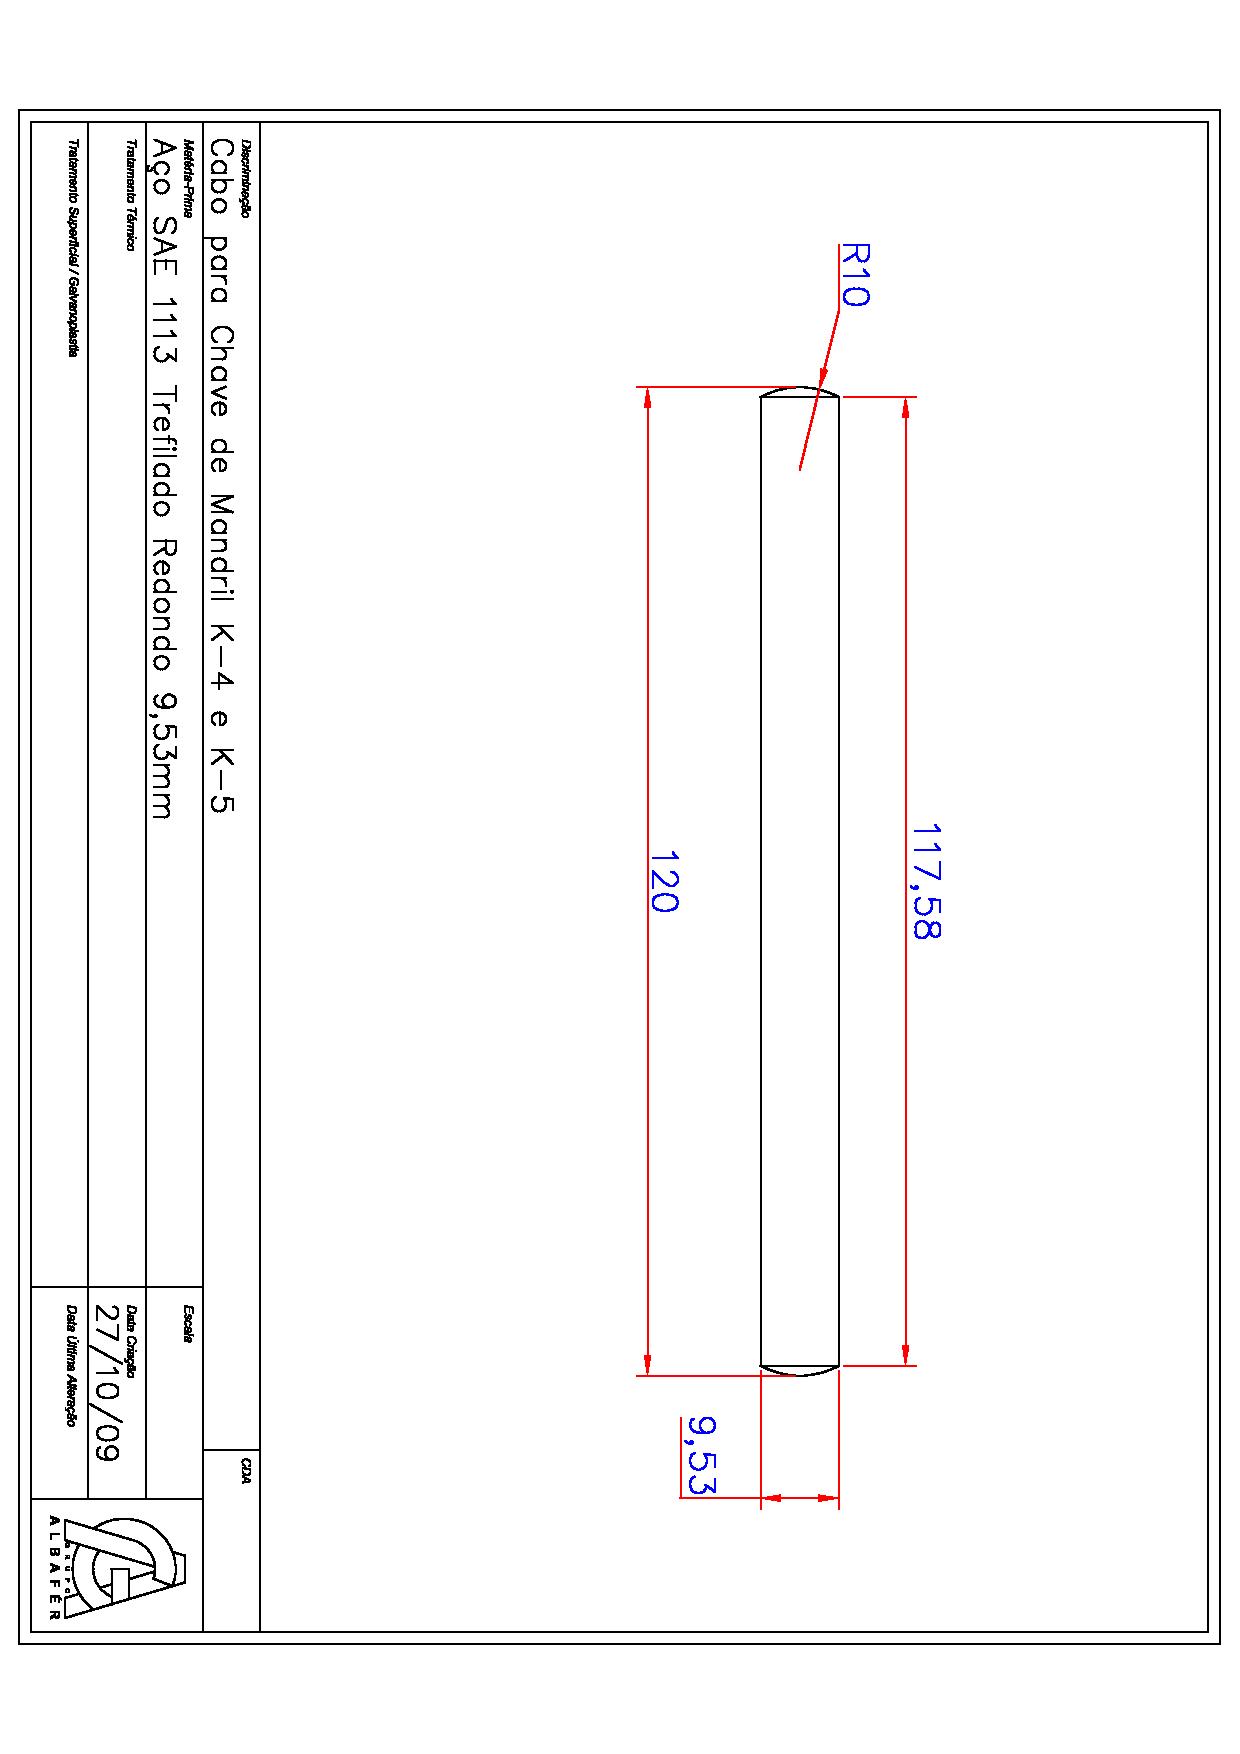 R10
117,58
120
9,53
Discriminação
Cabo para Chave de Mandril K-4 e K-5
CDA
Matéria-Prima
Aço SAE 1113 Trefilado Redondo 9,53mm
Escala
Tratamento Térmico
Data Criação
27/10/09
Tratamento Superficial / Galvanoplastia
Data Última Alteração
GRUPO
ALBAFÉR